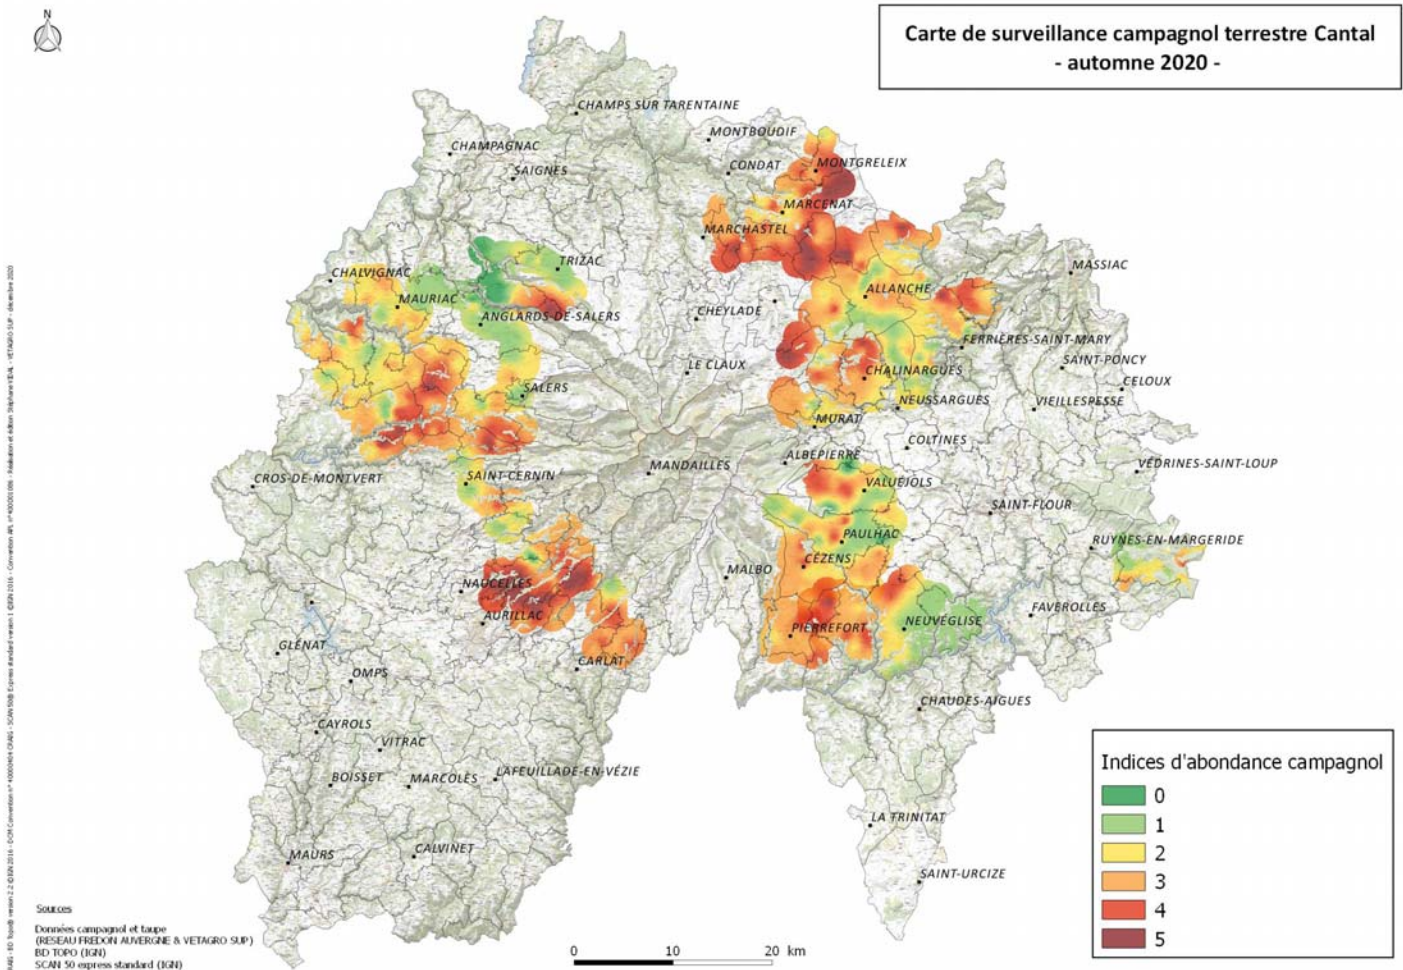 N
Carte de surveillance campagnol terrestre Cantal
- automne 2020 -
CHAMPS SUR TARENTAINE
MONTBOUDIF
CHAMPAGNAC
CONDAT
MONTGRELEIX
SAIGNES
MARCENAT
MARCHASTEL
TRIZAC
MASSIAC
CHALVIGNAC
ALLANCHE
MAURIAC
ANGLARDS-DE-SALERS
CHEYLADE
FERRIÈRES-SAINT-MARY
SAINT-PONCY
LE CLAUX
CHALINARGUES
CELOUX
SALERS
NEUSSARGUES
VIEILLESPESSE
MURAT
COLTINES
ALBEPIERRE
MANDAILLES
VÉDRINES-SAINT-LOUP
CROS-DE-MONTVERT
SAINT-CERNIN
VALUÉJOLS
SAINT-FLOUR
PAULHAC
RUYNES-EN-MARGERIDE
CÉZENS
MALBO
NAUCELLES
FAVEROLLES
AURILLAC
PIERREFORT
NEUVÉGLISE
GLÉNAT
CARLAT
OMPS
CHAUDES-AIGUES
CAYROLS
VITRAC
BOISSET
MARCOLÈS
LAFEUILLADE-EN-VÉZIE
LA TRINITAT
MAURS
CALVINET
SAINT-URCIZE
Indices d'abondance campagnol
0
1
2
3
4
5
Sources
Données campagnol et taupe
(RESEAU FREDON AUVERGNE & VETAGRO SUP)
BD TOPO (IGN)
SCAN 50 express standard (IGN)
0 10 20 km